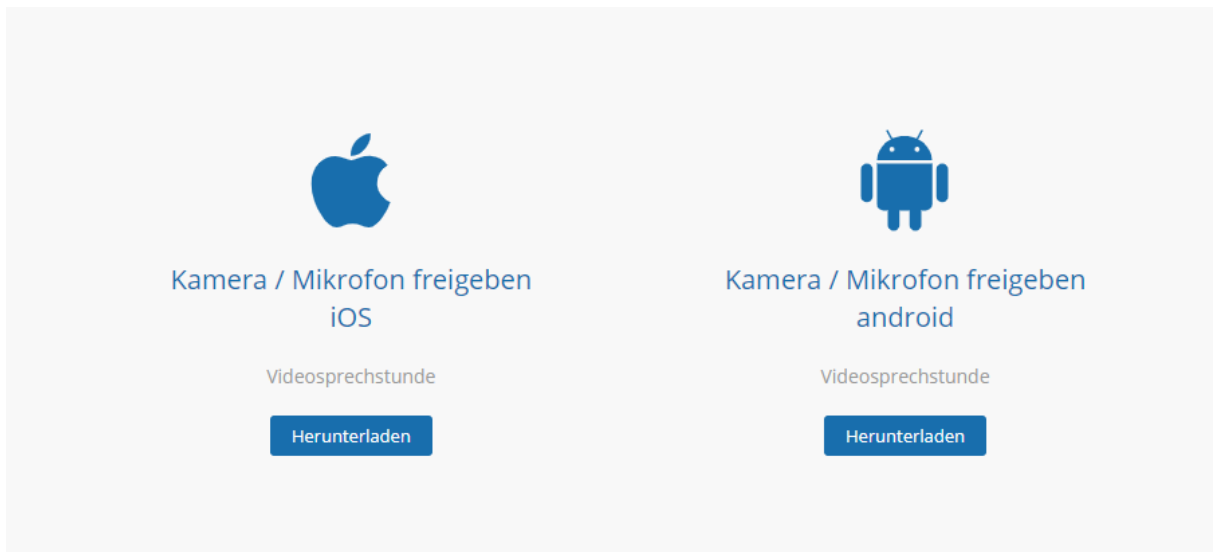 Kamera / Mikrofon freigeben
iOS
Videosprechstunde
Herunterladen
Kamera / Mikrofon freigeben
android
Videosprechstunde
Herunterladen